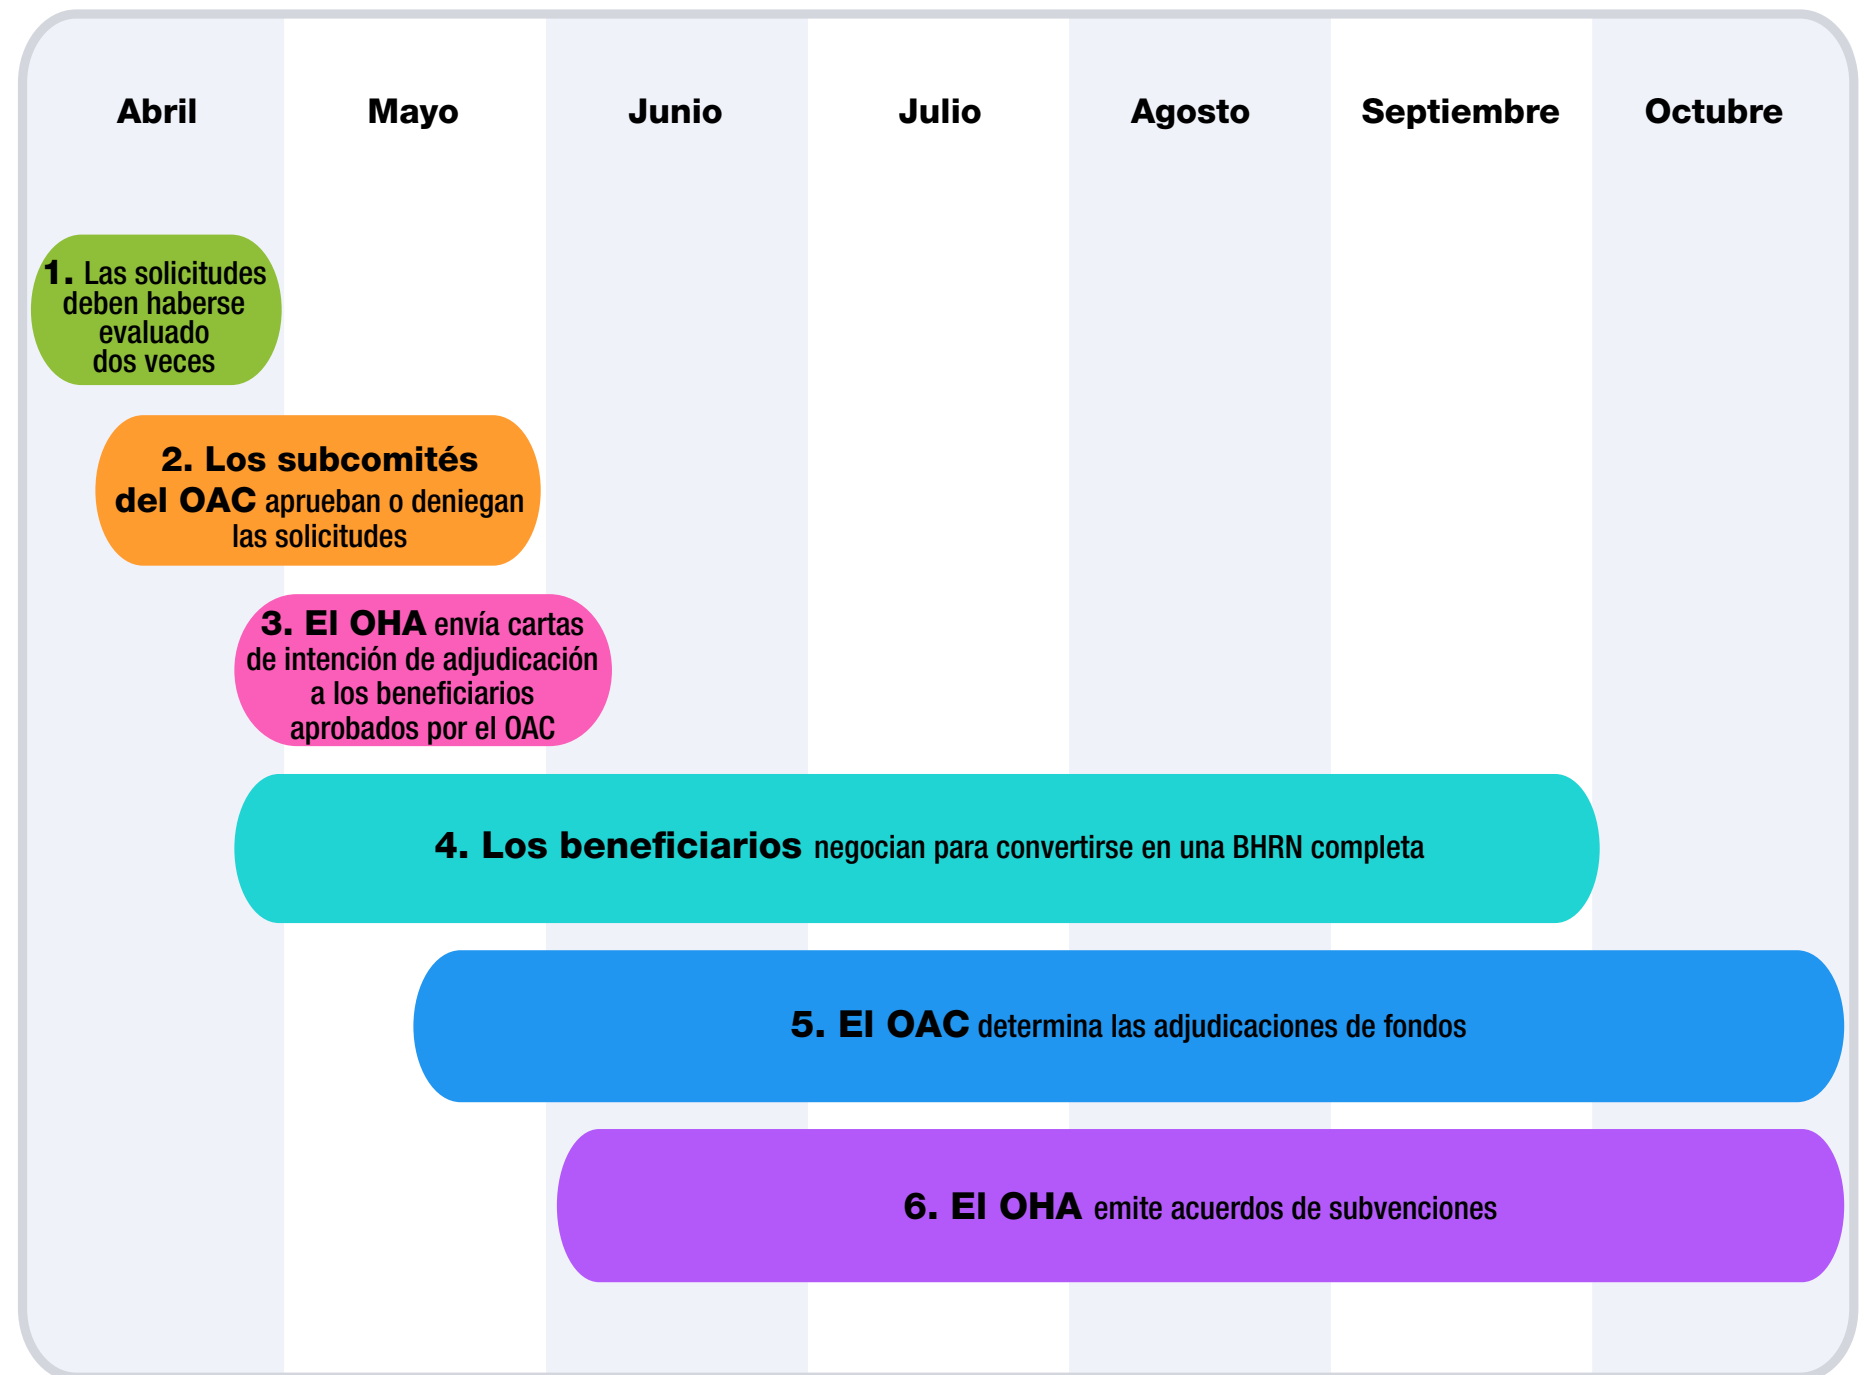 Abril Mayo Junio Julio Agosto Septiembre Octubre
1. Las solicitudes
deben haberse
evaluado
dos veces
2. Los subcomités
del OAC aprueban o deniegan
las solicitudes
3. El OHA envía cartas
de intención de adjudicación
a los beneficiarios
aprobados por el OAC
4. Los beneficiarios negocian para convertirse en una BHRN completa
5. El OAC determina las adjudicaciones de fondos
6. El OHA emite acuerdos de subvenciones